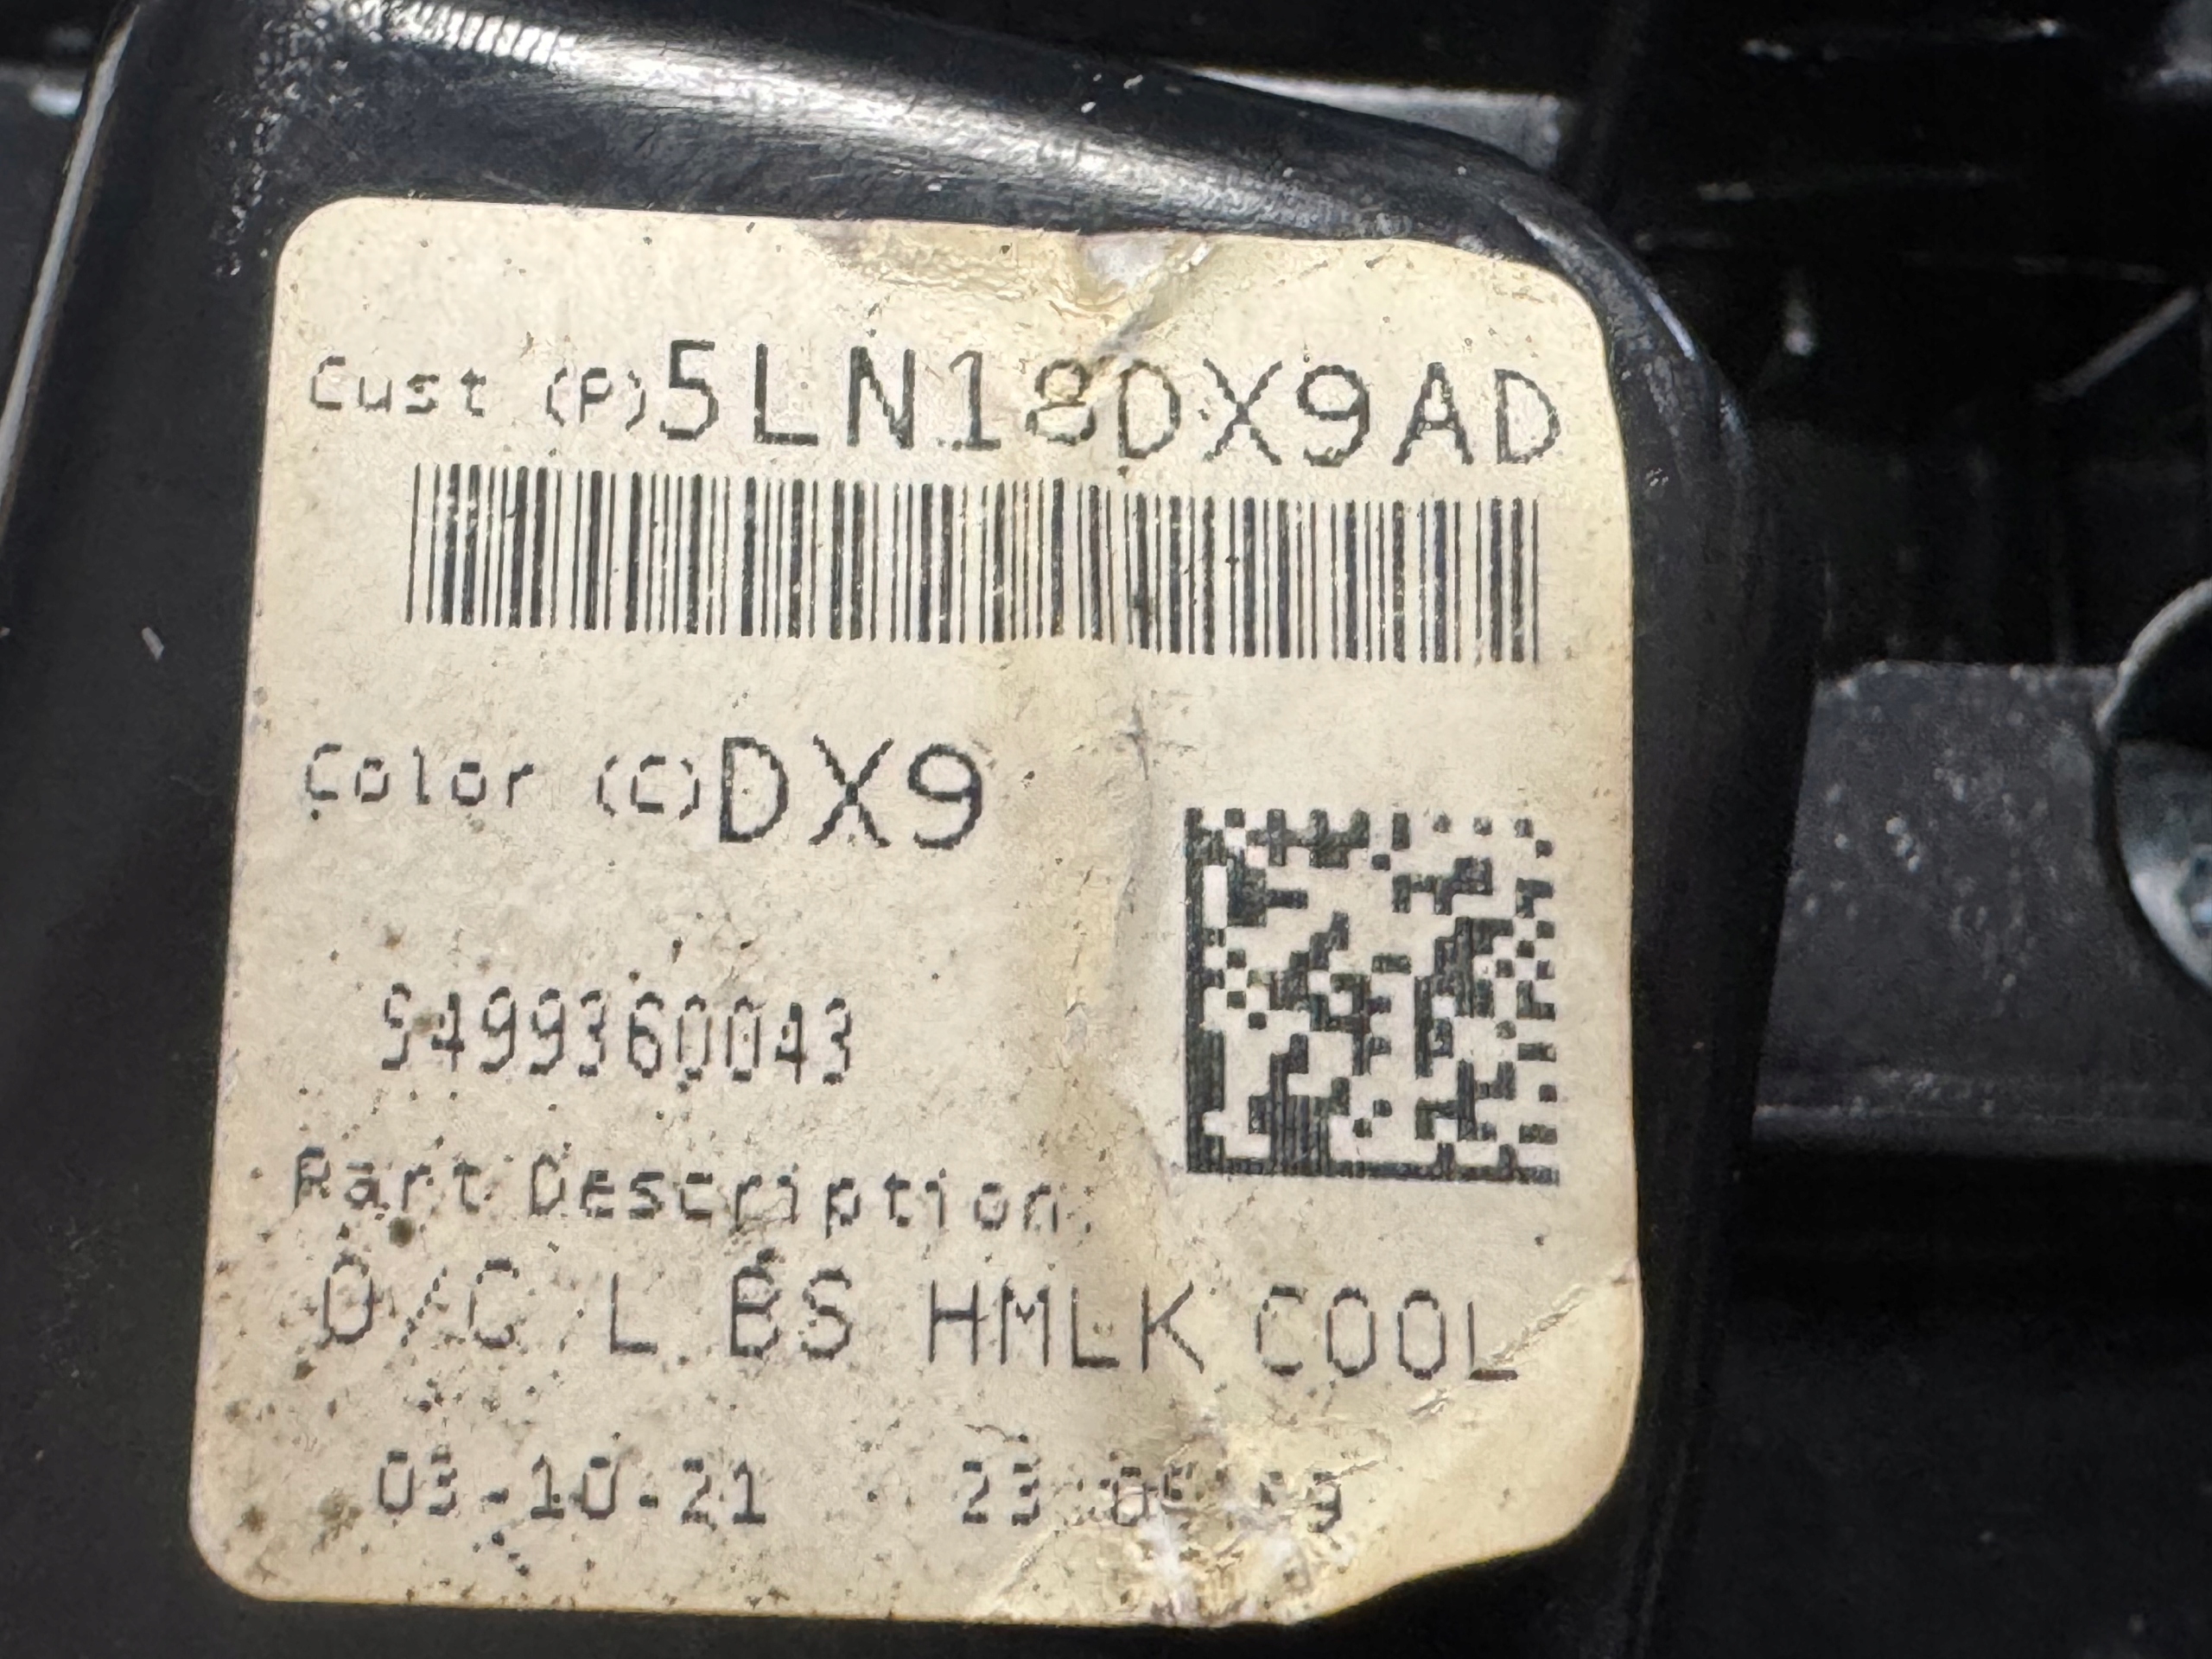 Cust (P) 5LN18DX9AD
Color (C) DX9
S499360043
Part Description
O/C L BS HMLK COOL
03-10-21